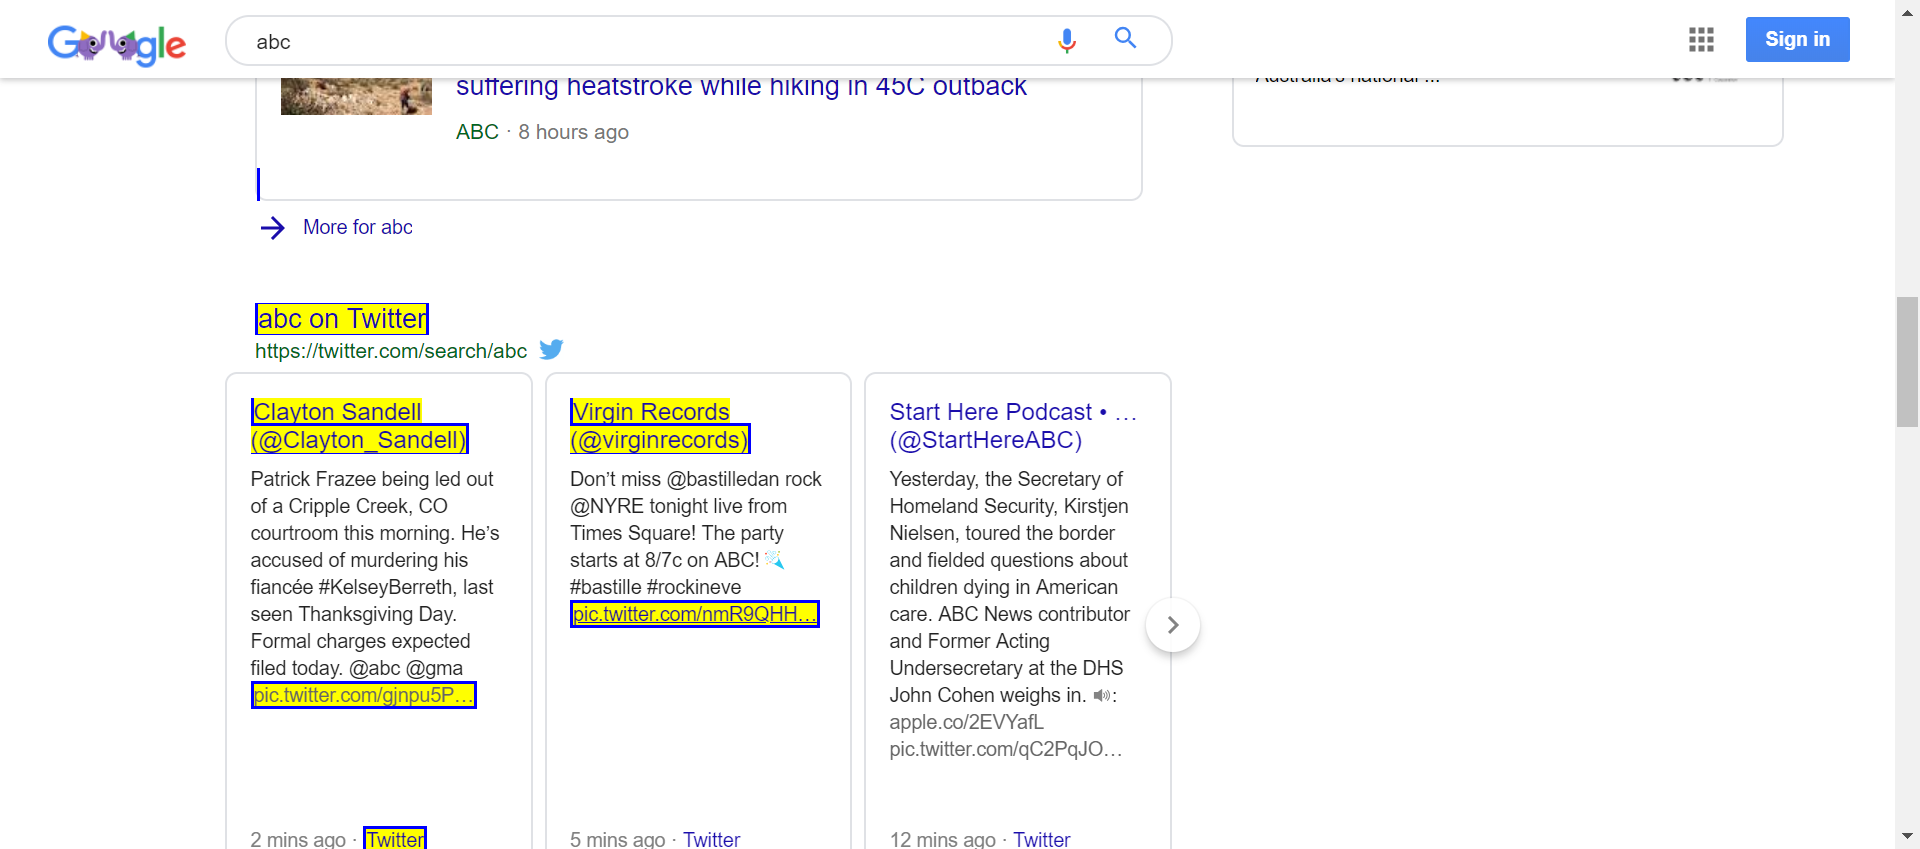 Google
abc
Sign in
suffering heatstroke while hiking in 45C outback
ABC · 8 hours ago
Australia's national ...
More for abc
abc on Twitter
https://twitter.com/search/abc
Clayton Sandell
(@Clayton_Sandell)
Patrick Frazee being led out
of a Cripple Creek, CO
courtroom this morning. He’s
accused of murdering his
fiancée #KelseyBerreth, last
seen Thanksgiving Day.
Formal charges expected
filed today. @abc @gma
pic.twitter.com/gjnpu5P…
2 mins ago · Twitter
Virgin Records
(@virginrecords)
Don’t miss @bastilledan rock
@NYRE tonight live from
Times Square! The party
starts at 8/7c on ABC!
#bastille #rockineve
pic.twitter.com/nmR9QHH…
5 mins ago · Twitter
Start Here Podcast • …
(@StartHereABC)
Yesterday, the Secretary of
Homeland Security, Kirstjen
Nielsen, toured the border
and fielded questions about
children dying in American
care. ABC News contributor
and Former Acting
Undersecretary at the DHS
John Cohen weighs in. 🔊:
apple.co/2EVYafL
pic.twitter.com/qC2PqJO…
12 mins ago · Twitter